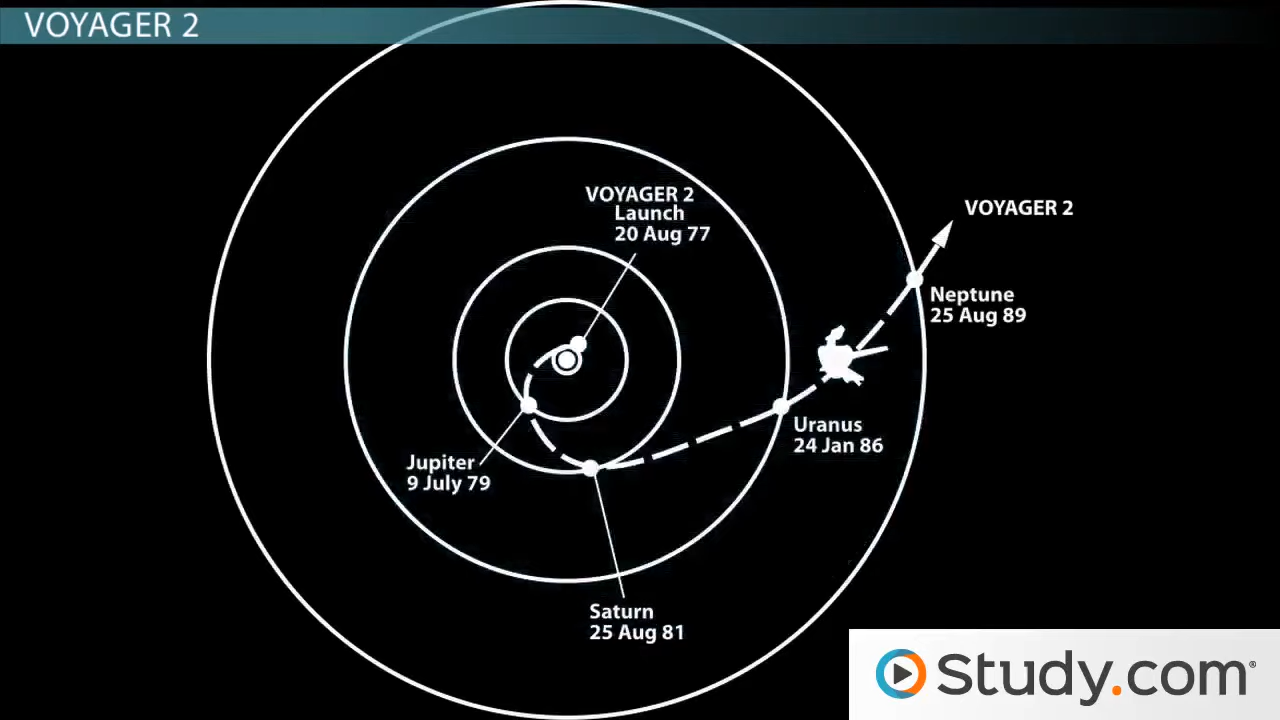 VOYAGER 2
VOYAGER 2
Launch
20 Aug 77
VOYAGER 2
Neptune
25 Aug 89
Uranus
24 Jan 86
Jupiter
9 July 79
Saturn
25 Aug 81
Study.com®